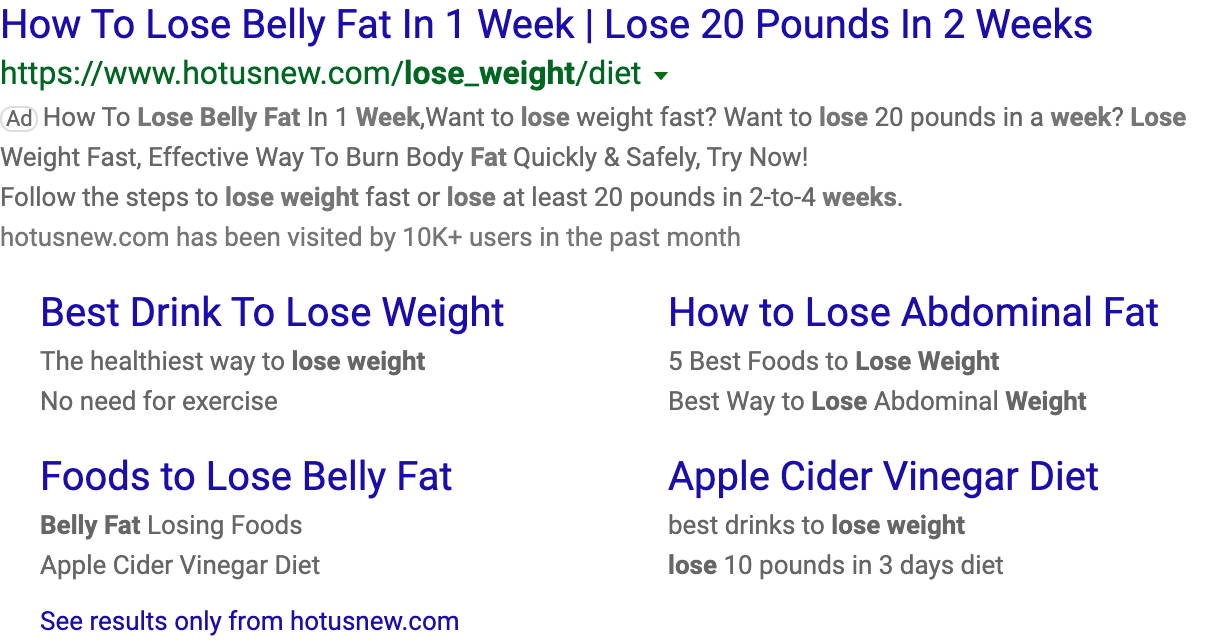 How To Lose Belly Fat In 1 Week | Lose 20 Pounds In 2 Weeks
https://www.hotusnew.com/lose_weight/diet
Ad How To Lose Belly Fat In 1 Week,Want to lose weight fast? Want to lose 20 pounds in a week? Lose
Weight Fast, Effective Way To Burn Body Fat Quickly & Safely, Try Now!
Follow the steps to lose weight fast or lose at least 20 pounds in 2-to-4 weeks.
hotusnew.com has been visited by 10K+ users in the past month
Best Drink To Lose Weight
The healthiest way to lose weight
No need for exercise
How to Lose Abdominal Fat
5 Best Foods to Lose Weight
Best Way to Lose Abdominal Weight
Foods to Lose Belly Fat
Belly Fat Losing Foods
Apple Cider Vinegar Diet
Apple Cider Vinegar Diet
best drinks to lose weight
lose 10 pounds in 3 days diet
See results only from hotusnew.com